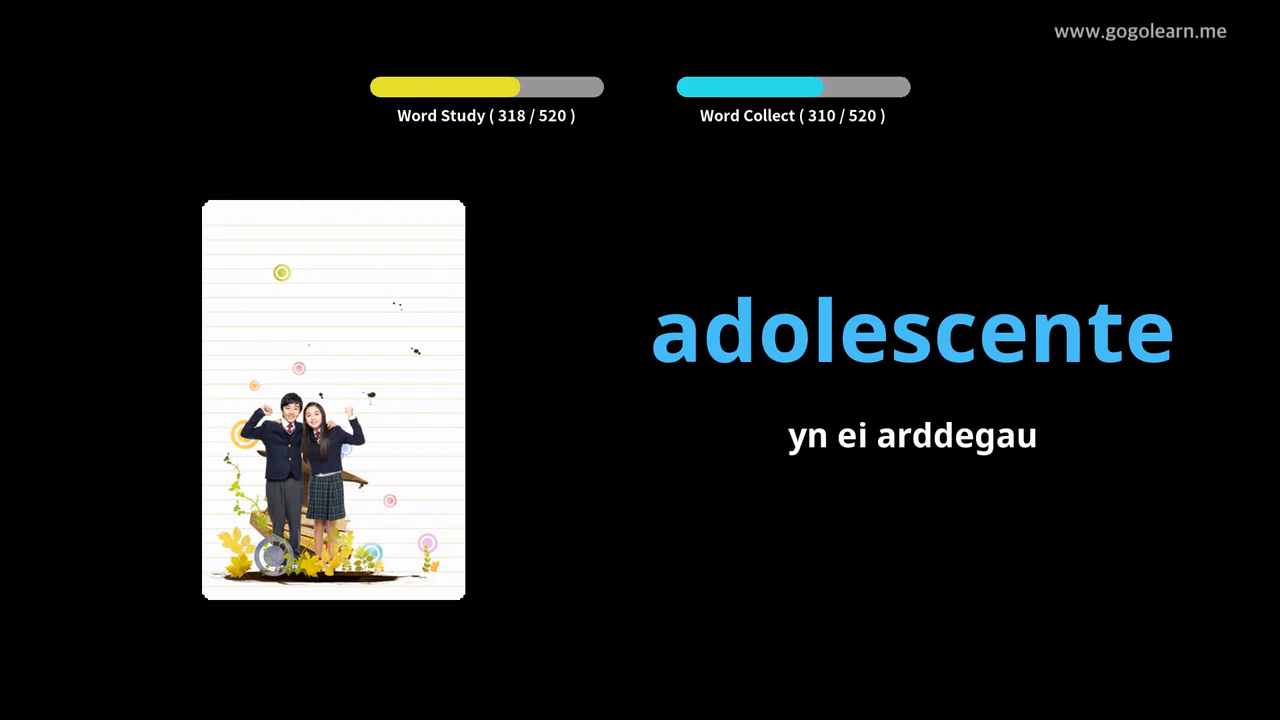 www.gogolearn.me
Word Study ( 318 / 520 )
Word Collect ( 310 / 520 )
adolescente
yn ei arddegau